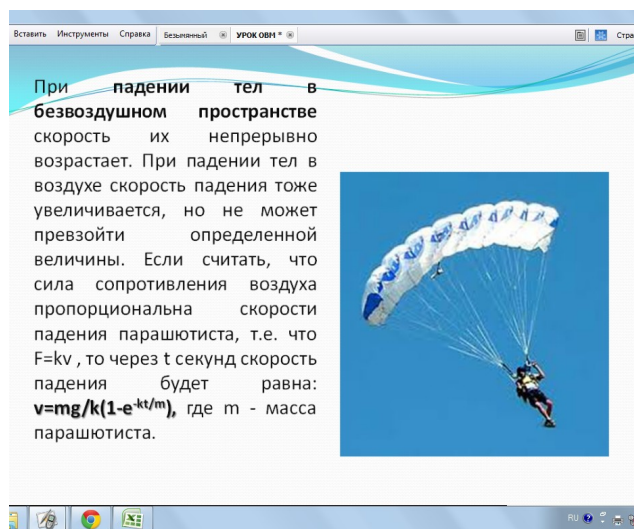 Вставить Инструменты Справка Безымянный УРОК ОВМ * Стра
При падении тел в
безвоздушном пространстве
скорость их непрерывно
возрастает. При падении тел в
воздухе скорость падения тоже
увеличивается, но не может
превзойти определенной
величины. Если считать, что
сила сопротивления воздуха
пропорциональна скорости
падения парашютиста, т.е. что
F=kv , то через t секунд скорость
падения будет равна:
v=mg/k(1-e-kt/m), где m - масса
парашютиста.
RU